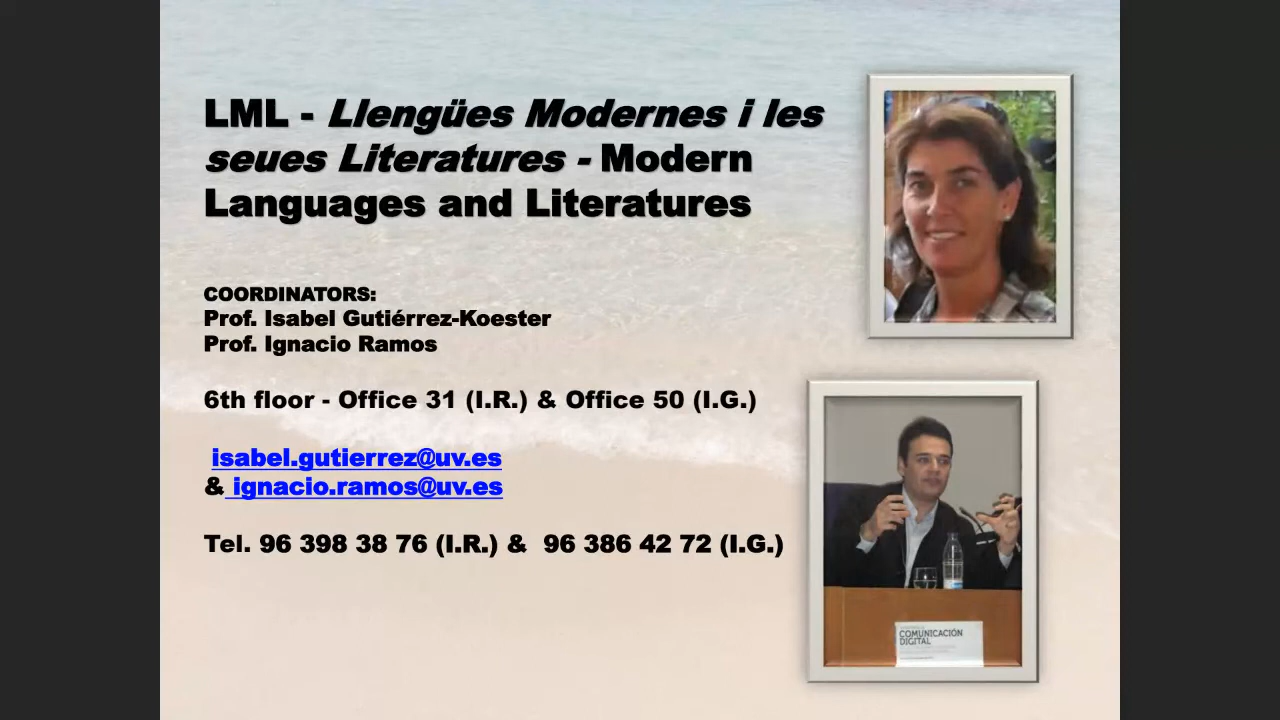 LML - Llengües Modernes i les
seues Literatures - Modern
Languages and Literatures
COORDINATORS:
Prof. Isabel Gutiérrez-Koester
Prof. Ignacio Ramos
6th floor - Office 31 (I.R.) & Office 50 (I.G.)
isabel.gutierrez@uv.es
& ignacio.ramos@uv.es
Tel. 96 398 38 76 (I.R.) & 96 386 42 72 (I.G.)
COMUNICACIÓN
DIGITAL